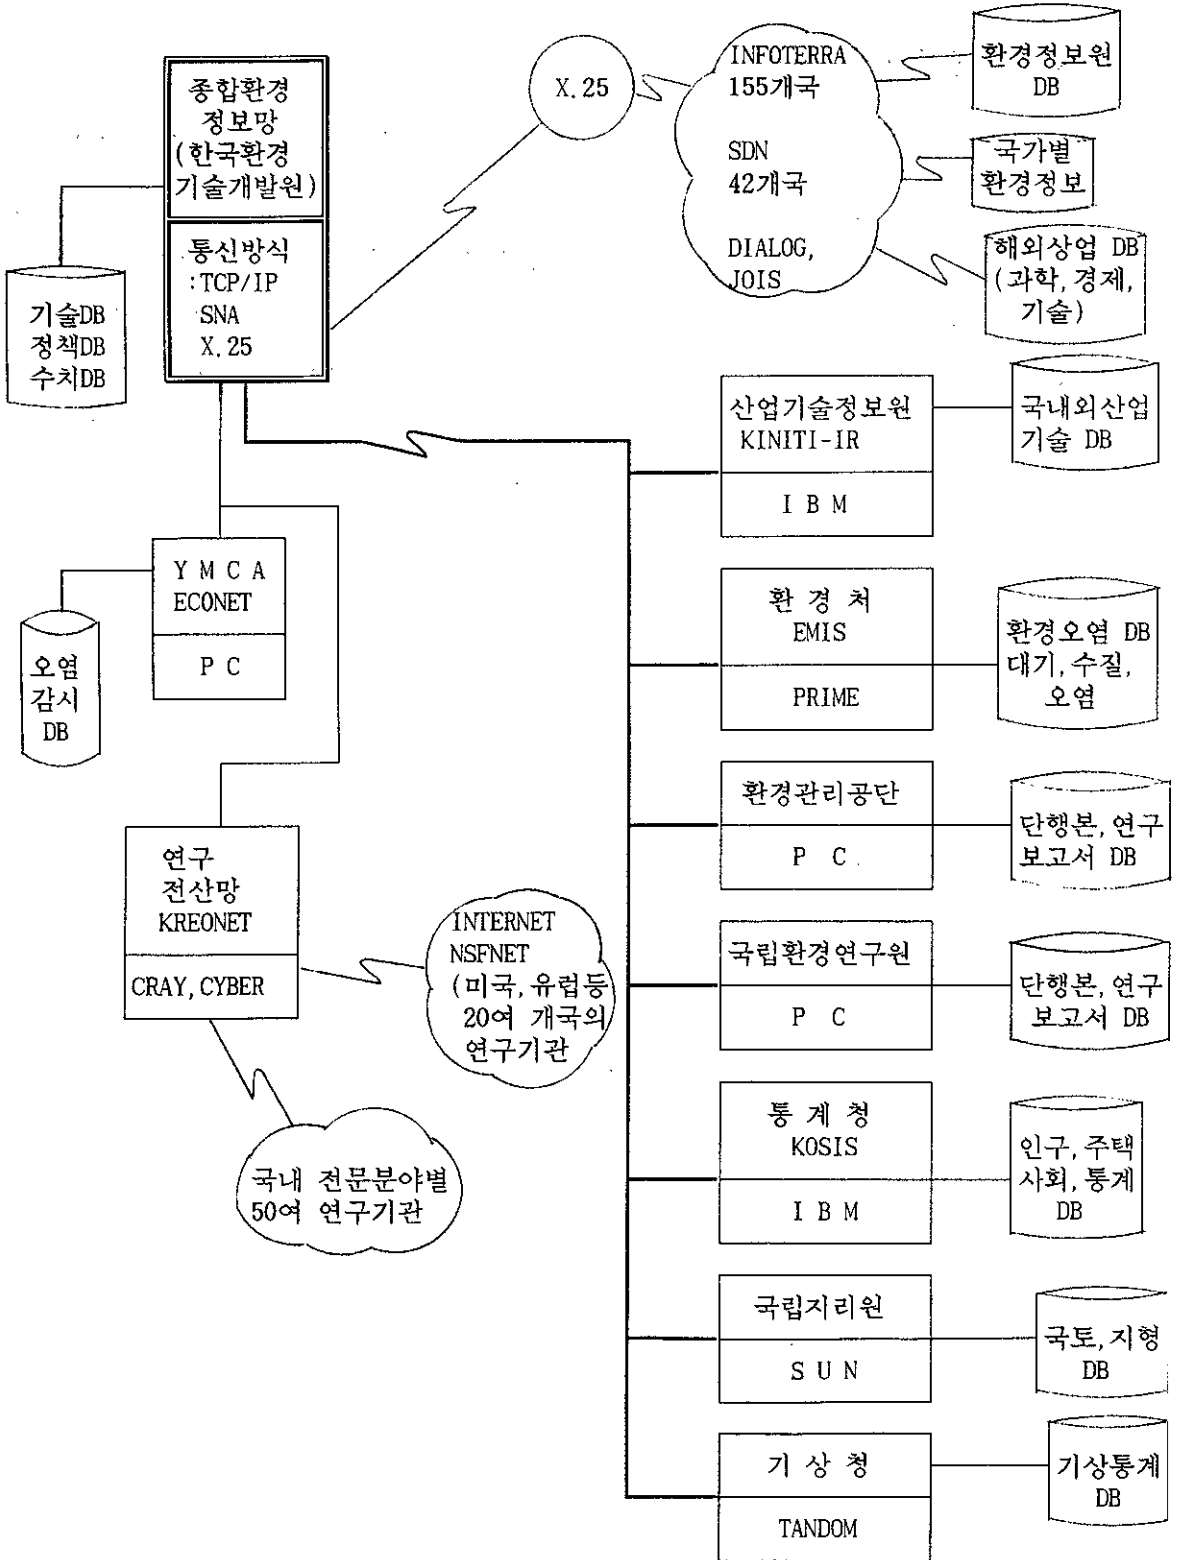 종합환경
정보망
(한국환경
기술개발원)
통신방식
:TCP/IP
SNA
X.25
기술DB
정책DB
수치DB
X.25
INFOTERRA
155개국
SDN
42개국
DIALOG,
JOIS
환경정보원
DB
국가별
환경정보
해외상업 DB
(과학,경제,
기술)
산업기술정보원
KINITI-IR
I B M
국내외산업
기술 DB
Y M C A
ECONET
P C
오염
감시
DB
환 경 처
EMIS
PRIME
환경오염 DB
대기,수질,
오염
환경관리공단
P C
단행본,연구
보고서 DB
연구
전산망
KREONET
CRAY,CYBER
INTERNET
NSFNET
(미국,유럽등
20여 개국의
연구기관
국내 전문분야별
50여 연구기관
국립환경연구원
P C
단행본,연구
보고서 DB
통 계 청
KOSIS
I B M
인구,주택
사회,통계
DB
국립지리원
S U N
국토,지형
DB
기 상 청
TANDOM
기상통계
DB